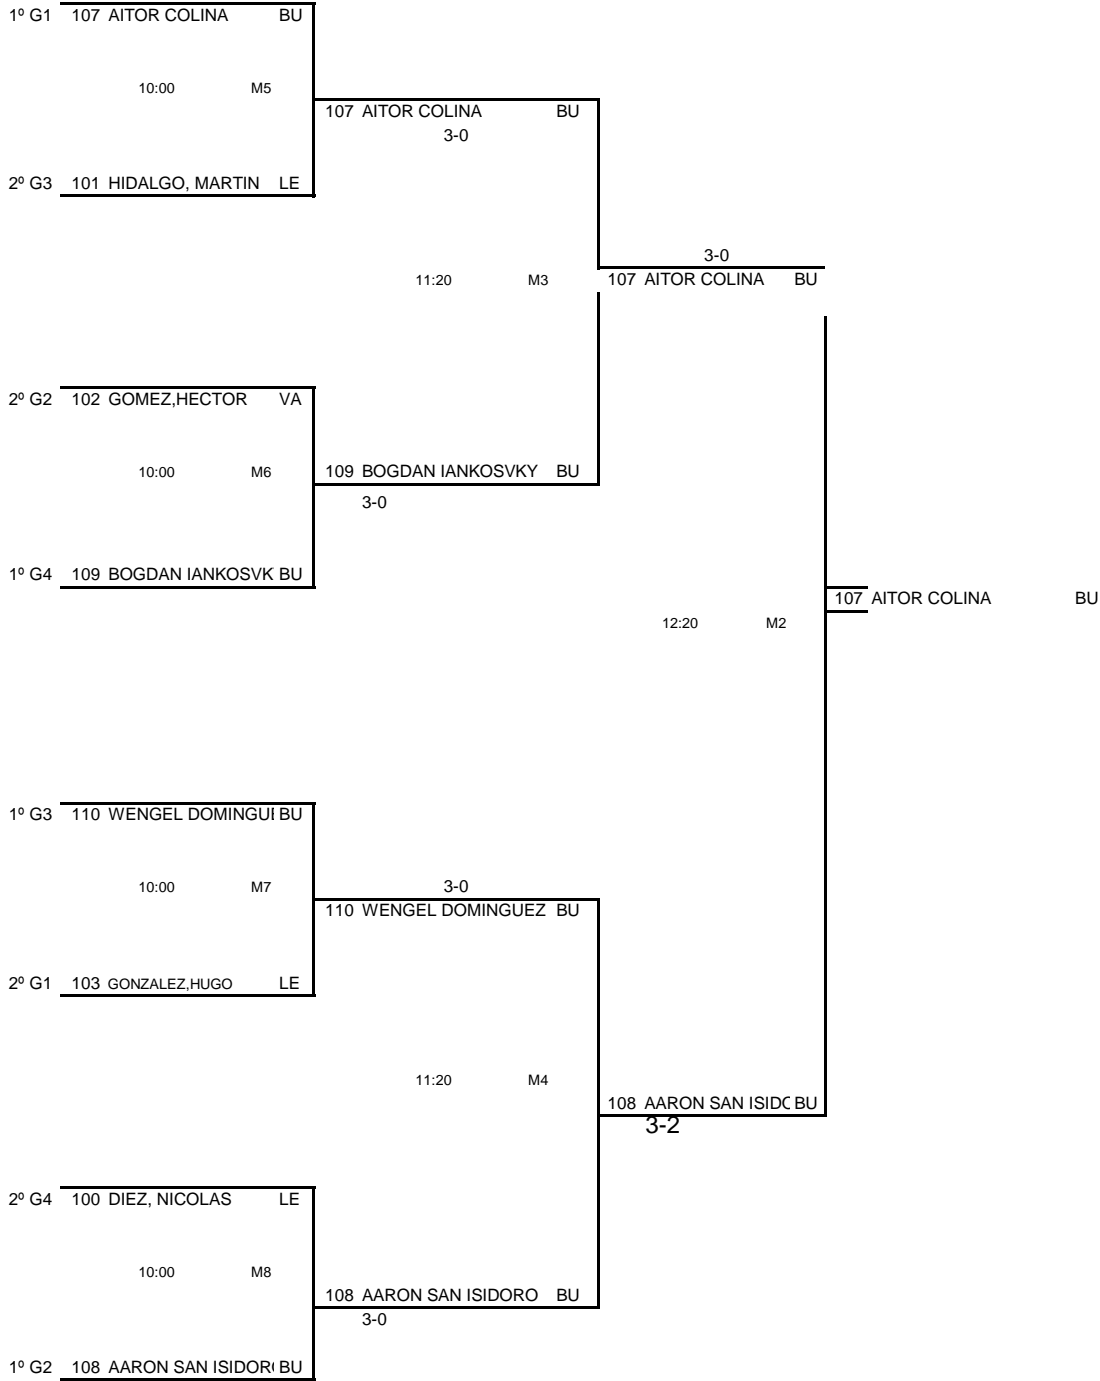 1º G1 107 AITOR COLINA BU
10:00 M5
107 AITOR COLINA BU
3-0
2º G3 101 HIDALGO, MARTIN LE
3-0
11:20 M3 107 AITOR COLINA BU
2º G2 102 GOMEZ,HECTOR VA
10:00 M6 109 BOGDAN IANKOSVKY BU
3-0
1º G4 109 BOGDAN IANKOSVK BU
107 AITOR COLINA BU
12:20 M2
1º G3 110 WENGEL DOMINGUE BU
10:00 M7 3-0
110 WENGEL DOMINGUEZ BU
2º G1 103 GONZALEZ,HUGO LE
11:20 M4
108 AARON SAN ISIDO BU
3-2
2º G4 100 DIEZ, NICOLAS LE
10:00 M8
108 AARON SAN ISIDORO BU
3-0
1º G2 108 AARON SAN ISIDORO BU